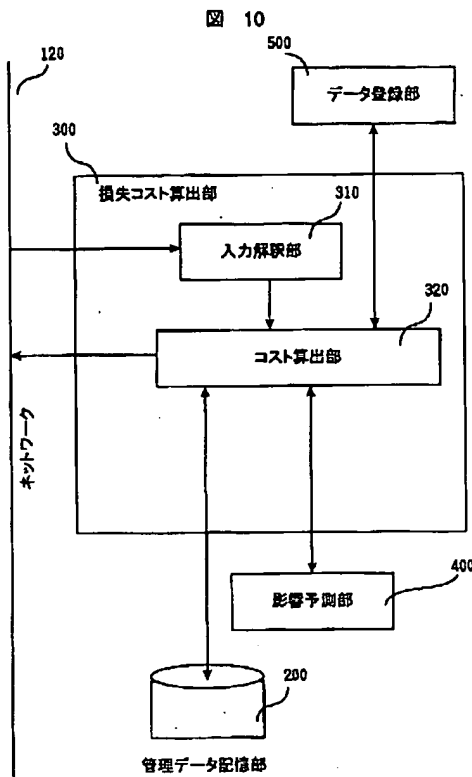 図 10
120
500
データ登録部
300
損失コスト算出部
310
入力解釈部
320
コスト算出部
ネットワーク
400
影響予測部
200
管理データ記憶部